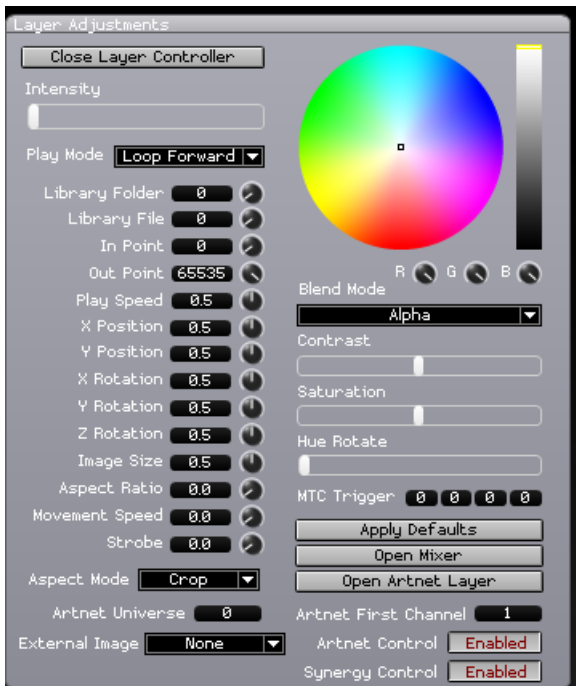 Layer Adjustments
Close Layer Controller
Intensity
Play Mode Loop Forward
Library Folder 0
Library File 0
In Point 0
Out Point 65535
Play Speed 0.5
X Position 0.5
Y Position 0.5
X Rotation 0.5
Y Rotation 0.5
Z Rotation 0.5
Image Size 0.5
Aspect Ratio 0.0
Movement Speed 0.0
Strobe 0.0
Aspect Mode Crop
Artnet Universe 0
External Image None
R G B
Blend Mode
Alpha
Contrast
Saturation
Hue Rotate
MTC Trigger 0 0 0 0
Apply Defaults
Open Mixer
Open Artnet Layer
Artnet First Channel 1
Artnet Control Enabled
Synergy Control Enabled